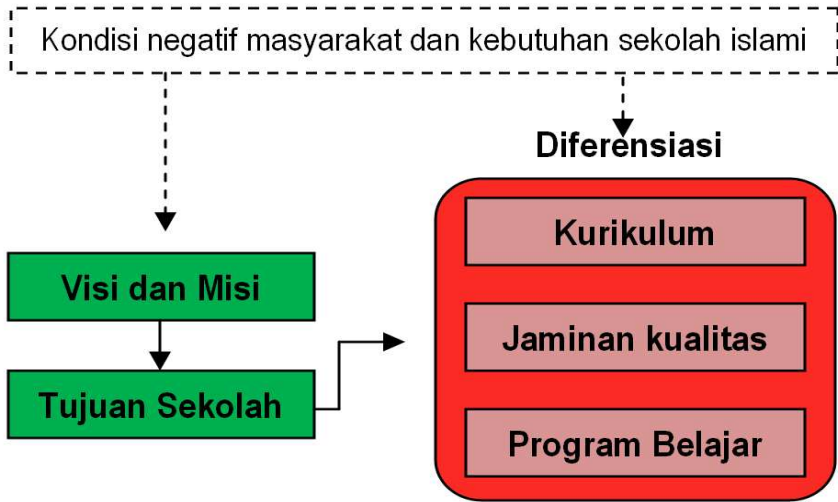 Kondisi negatif masyarakat dan kebutuhan sekolah islami
Diferensiasi
Kurikulum
Visi dan Misi
Jaminan kualitas
Tujuan Sekolah
Program Belajar